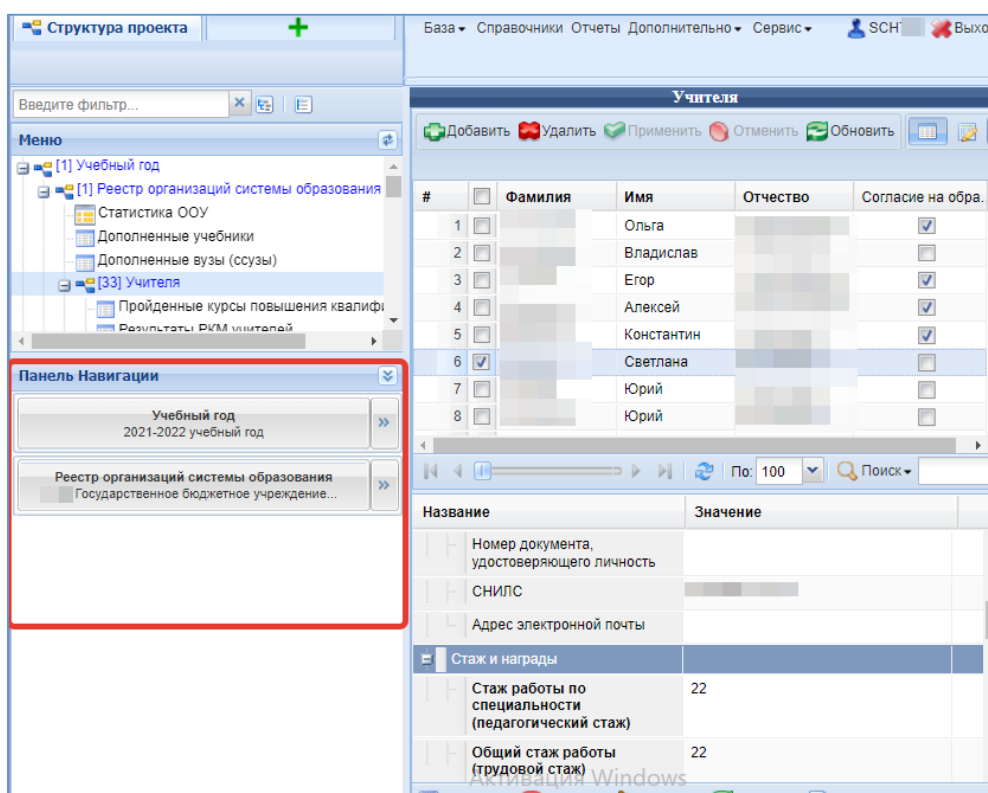 Структура проекта
База Справочники Отчеты Дополнительно Сервис SCH Выхо
Введите фильтр...
Учителя
Добавить Удалить Применить Отменить Обновить
Меню
[1] Учебный год
[1] Реестр организаций системы образования
Статистика ООУ
Дополненные учебники
Дополненные вузы (ссузы)
[33] Учителя
Пройденные курсы повышения квалифи
Результаты РКМ учителей
Панель Навигации
Учебный год
2021-2022 учебный год
Реестр организаций системы образования
Государственное бюджетное учреждение...
# Фамилия Имя Отчество Согласие на обра..
1 Ольга
2 Владислав
3 Егор
4 Алексей
5 Константин
6 Светлана
7 Юрий
8 Юрий
По: 100 Поиск
Название Значение
Номер документа,
удостоверяющего личность
СНИЛС
Адрес электронной почты
Стаж и награды
Стаж работы по 22
специальности
(педагогический стаж)
Общий стаж работы 22
(трудовой стаж)
Активация Windows